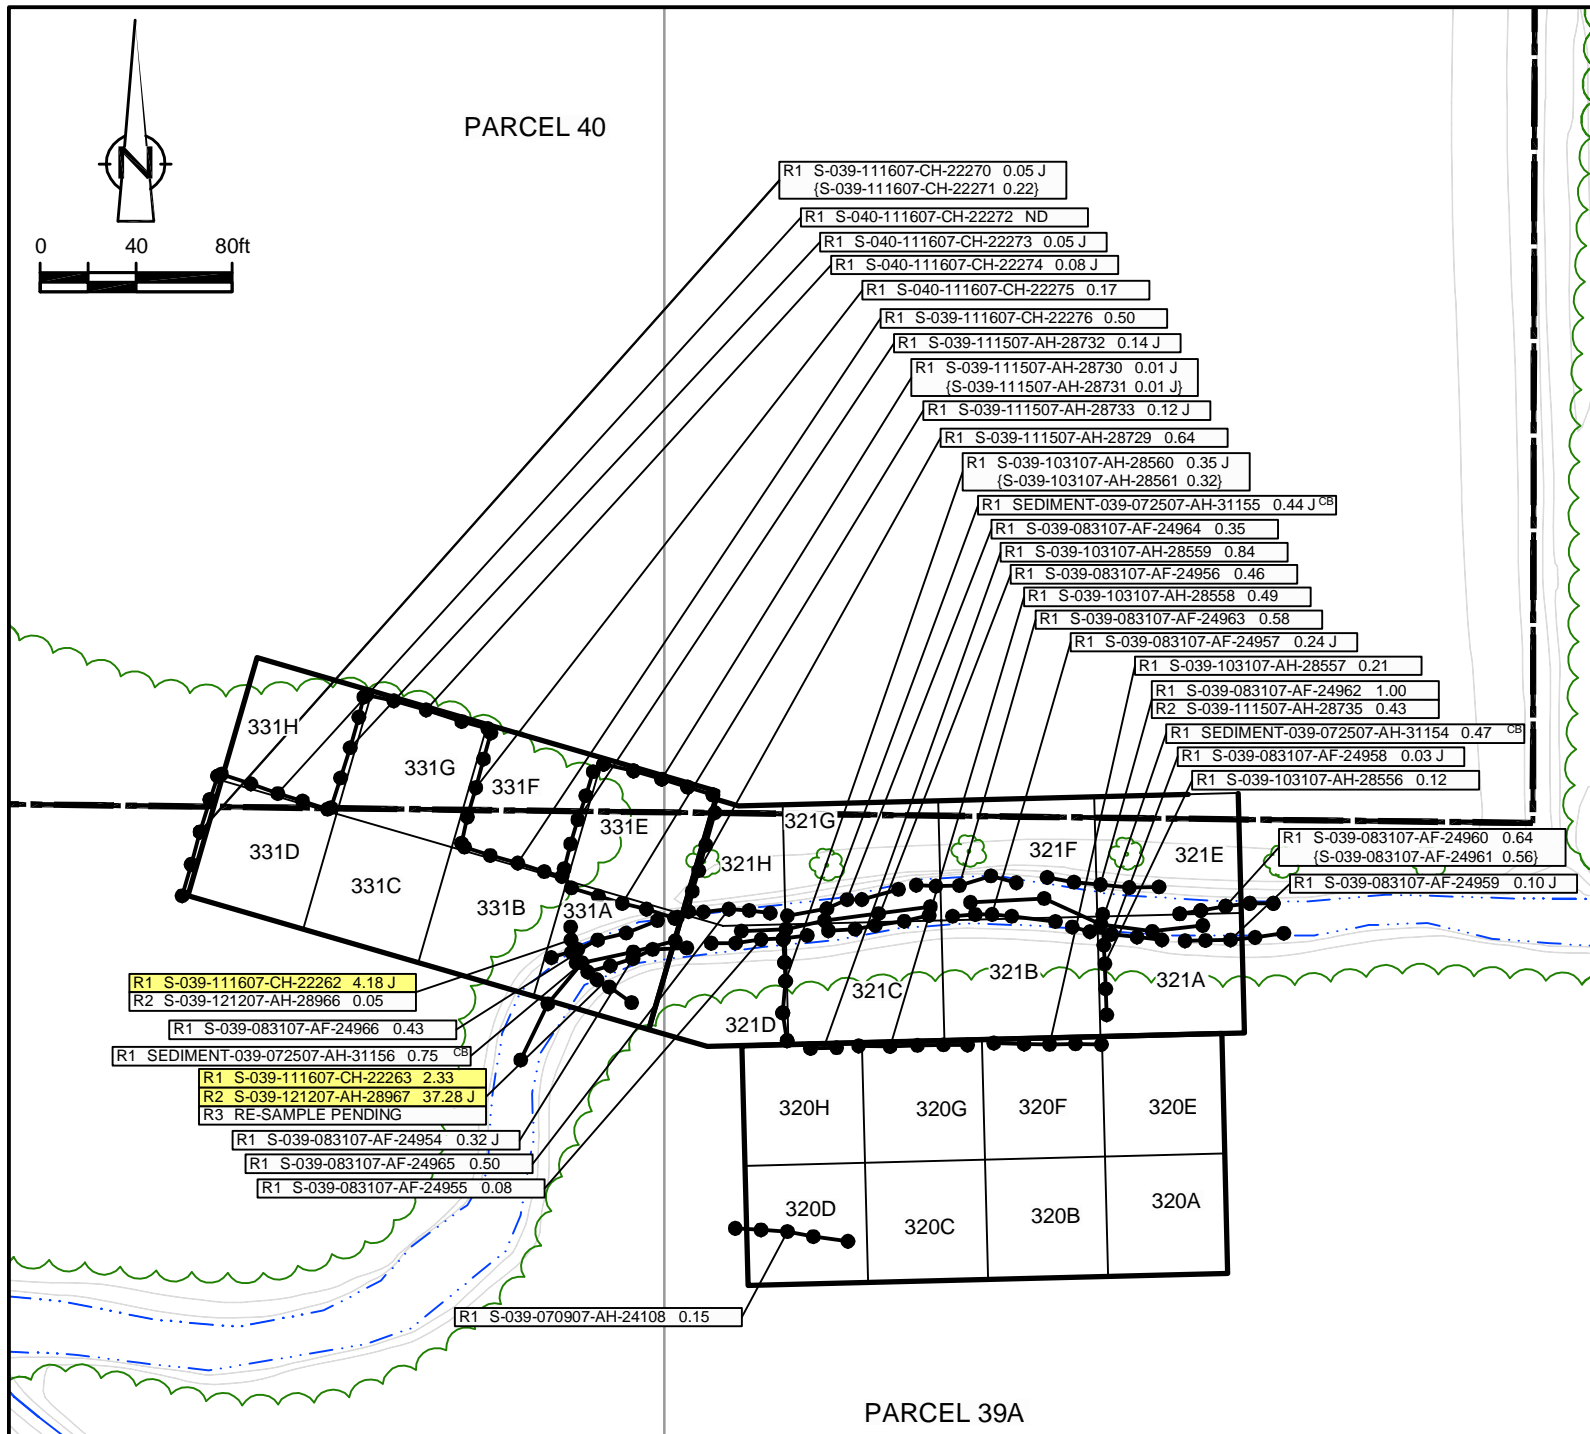 PARCEL 40
N
0 40 80ft
R1 S-039-111607-CH-22270 0.05 J
{S-039-111607-CH-22271 0.22}
R1 S-040-111607-CH-22272 ND
R1 S-040-111607-CH-22273 0.05 J
R1 S-040-111607-CH-22274 0.08 J
R1 S-040-111607-CH-22275 0.17
R1 S-039-111607-CH-22276 0.50
R1 S-039-111507-AH-28732 0.14 J
R1 S-039-111507-AH-28730 0.01 J
{S-039-111507-AH-28731 0.01 J}
R1 S-039-111507-AH-28733 0.12 J
R1 S-039-111507-AH-28729 0.64
R1 S-039-103107-AH-28560 0.35 J
{S-039-103107-AH-28561 0.32}
R1 SEDIMENT-039-072507-AH-31155 0.44 J CB
R1 S-039-083107-AF-24964 0.35
R1 S-039-103107-AH-28559 0.84
R1 S-039-083107-AF-24956 0.46
R1 S-039-103107-AH-28558 0.49
R1 S-039-083107-AF-24963 0.58
R1 S-039-083107-AF-24957 0.24 J
R1 S-039-103107-AH-28557 0.21
R1 S-039-083107-AF-24962 1.00
R2 S-039-111507-AH-28735 0.43
R1 SEDIMENT-039-072507-AH-31154 0.47 CB
R1 S-039-083107-AF-24958 0.03 J
R1 S-039-103107-AH-28556 0.12
R1 S-039-083107-AF-24960 0.64
{S-039-083107-AF-24961 0.56}
R1 S-039-083107-AF-24959 0.10 J
331H
331G
331F
331E
331D
331C
331B
331A
321G
321H
321F
321E
321D
321C
321B
321A
R1 S-039-111607-CH-22262 4.18 J
R2 S-039-121207-AH-28966 0.05
R1 S-039-083107-AF-24966 0.43
R1 SEDIMENT-039-072507-AH-31156 0.75 CB
R1 S-039-111607-CH-22263 2.33
R2 S-039-121207-AH-28967 37.28 J
R3 RE-SAMPLE PENDING
R1 S-039-083107-AF-24954 0.32 J
R1 S-039-083107-AF-24965 0.50
R1 S-039-083107-AF-24955 0.08
320H
320G
320F
320E
320D
320C
320B
320A
R1 S-039-070907-AH-24108 0.15
PARCEL 39A